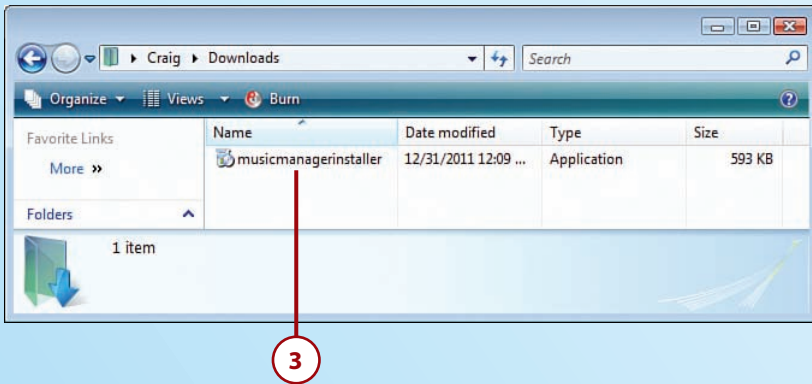 Craig Downloads
Search
Organize Views Burn
Favorite Links
More »
Folders
Name Date modified Type Size
musicmanagerinstaller 12/31/2011 12:09 ... Application 593 KB
1 item
3